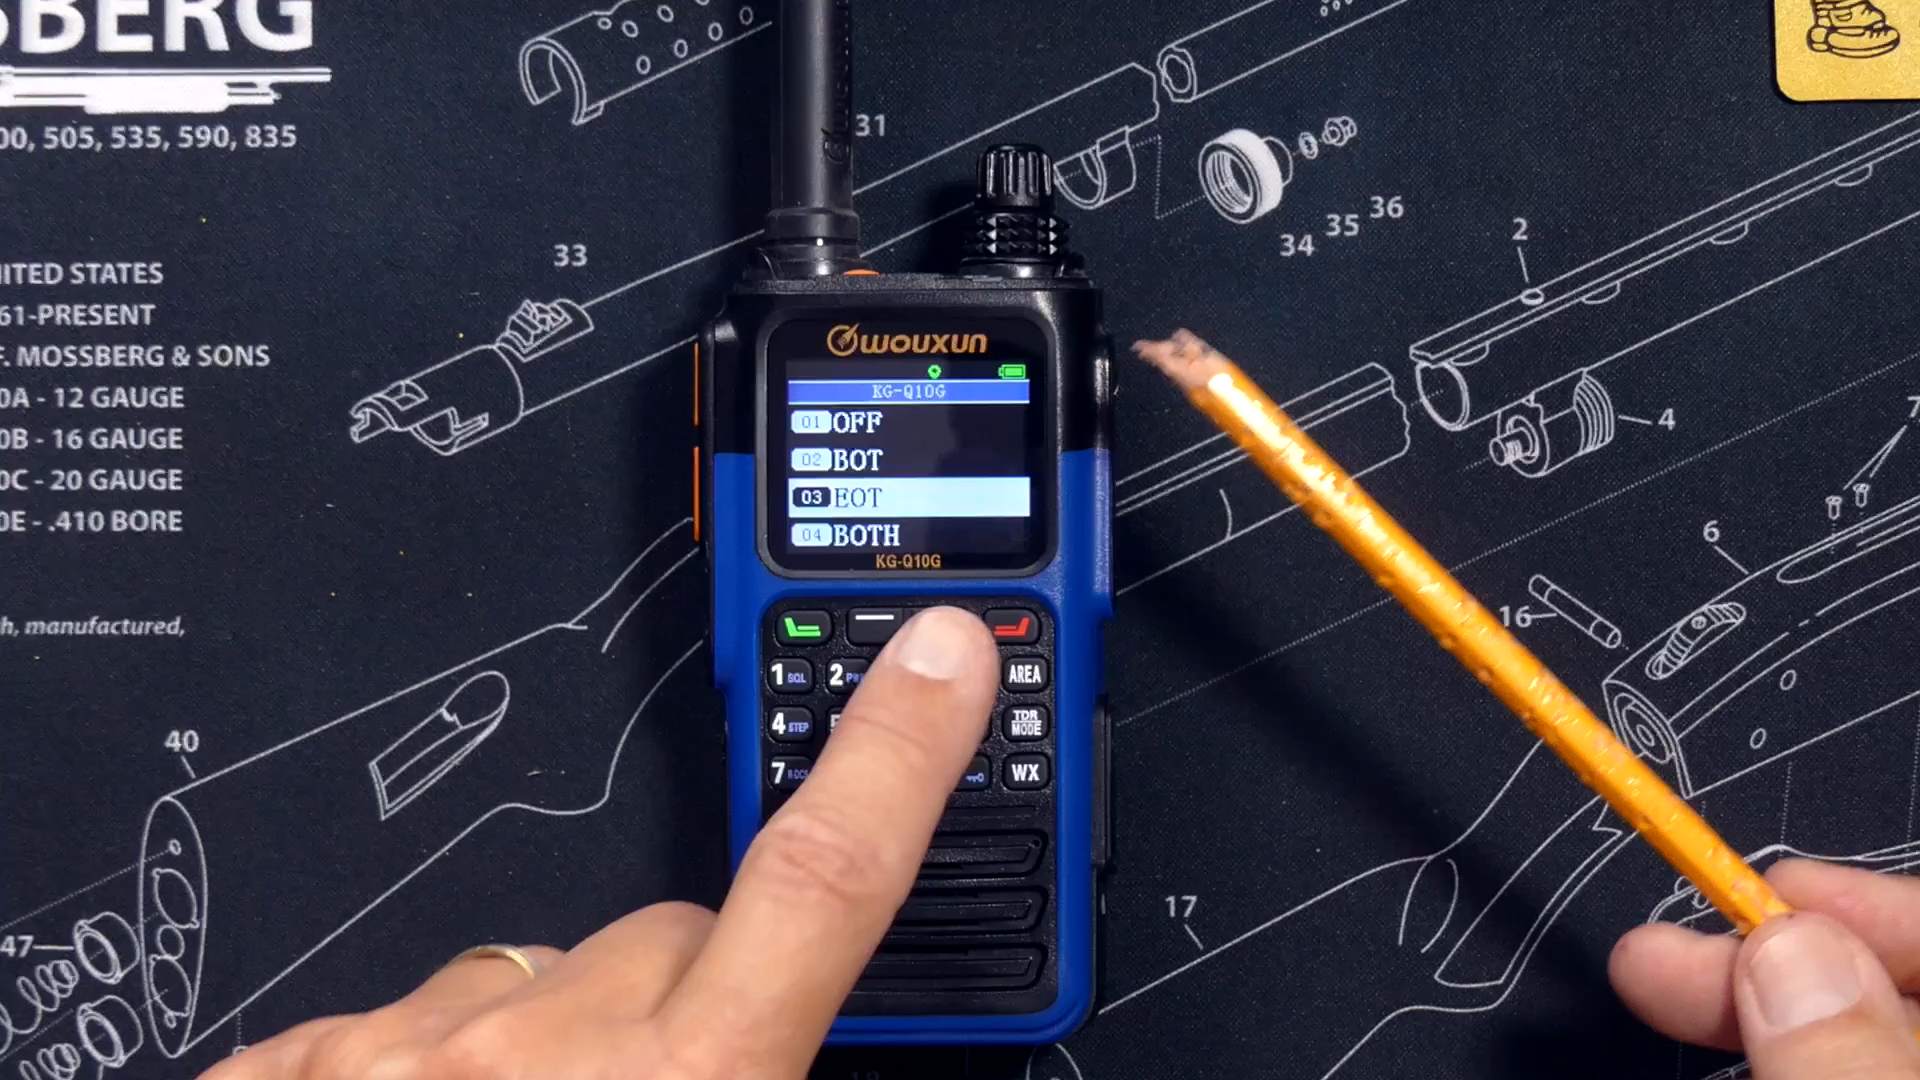 SBERG
00, 505, 535, 590, 835
NITED STATES
61-PRESENT
F. MOSSBERG & SONS
0A - 12 GAUGE
0B - 16 GAUGE
0C - 20 GAUGE
0E - .410 BORE
h, manufactured,
31
33
34
35
36
2
4
7
6
16
17
40
47
WOUXUN
KG-Q10G
01 OFF
02 BOT
03 EOT
04 BOTH
KG-Q10G
1 SQL
2
AREA
4 STEP
TDR
MODE
7
WX